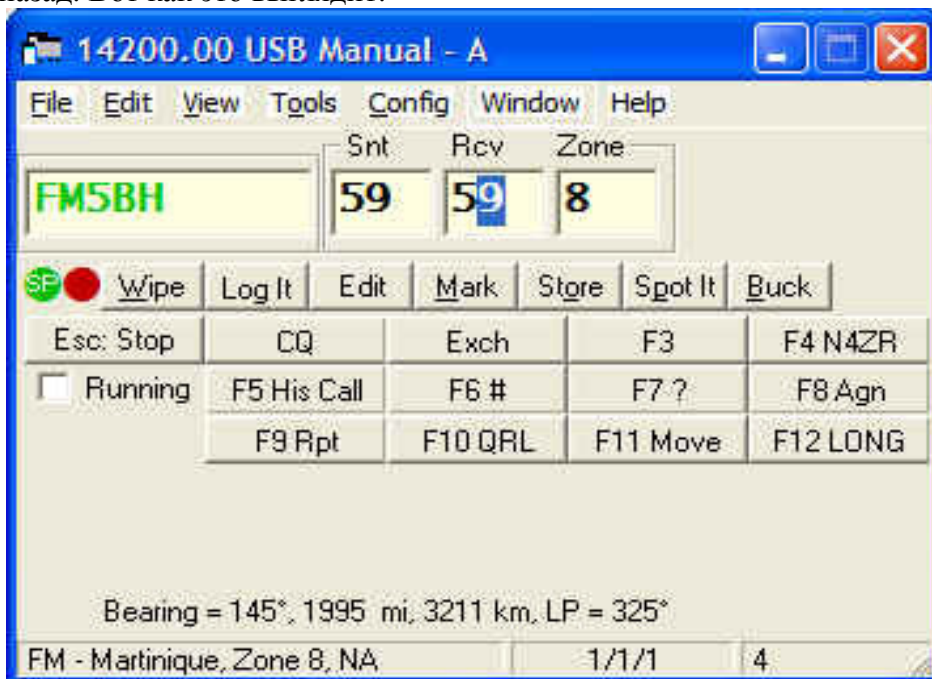 14200.00 USB Manual - A
File Edit View Tools Config Window Help
Snt Rcv Zone
FM5BH 59 59 8
SP Wipe Log It Edit Mark Store Spot It Buck
Esc: Stop CQ Exch F3 F4 N4ZR
Running F5 His Call F6 # F7 ? F8 Agn
F9 Rpt F10 QRL F11 Move F12 LONG
Bearing = 145°, 1995 mi, 3211 km, LP = 325°
FM - Martinique, Zone 8, NA 1/1/1 4